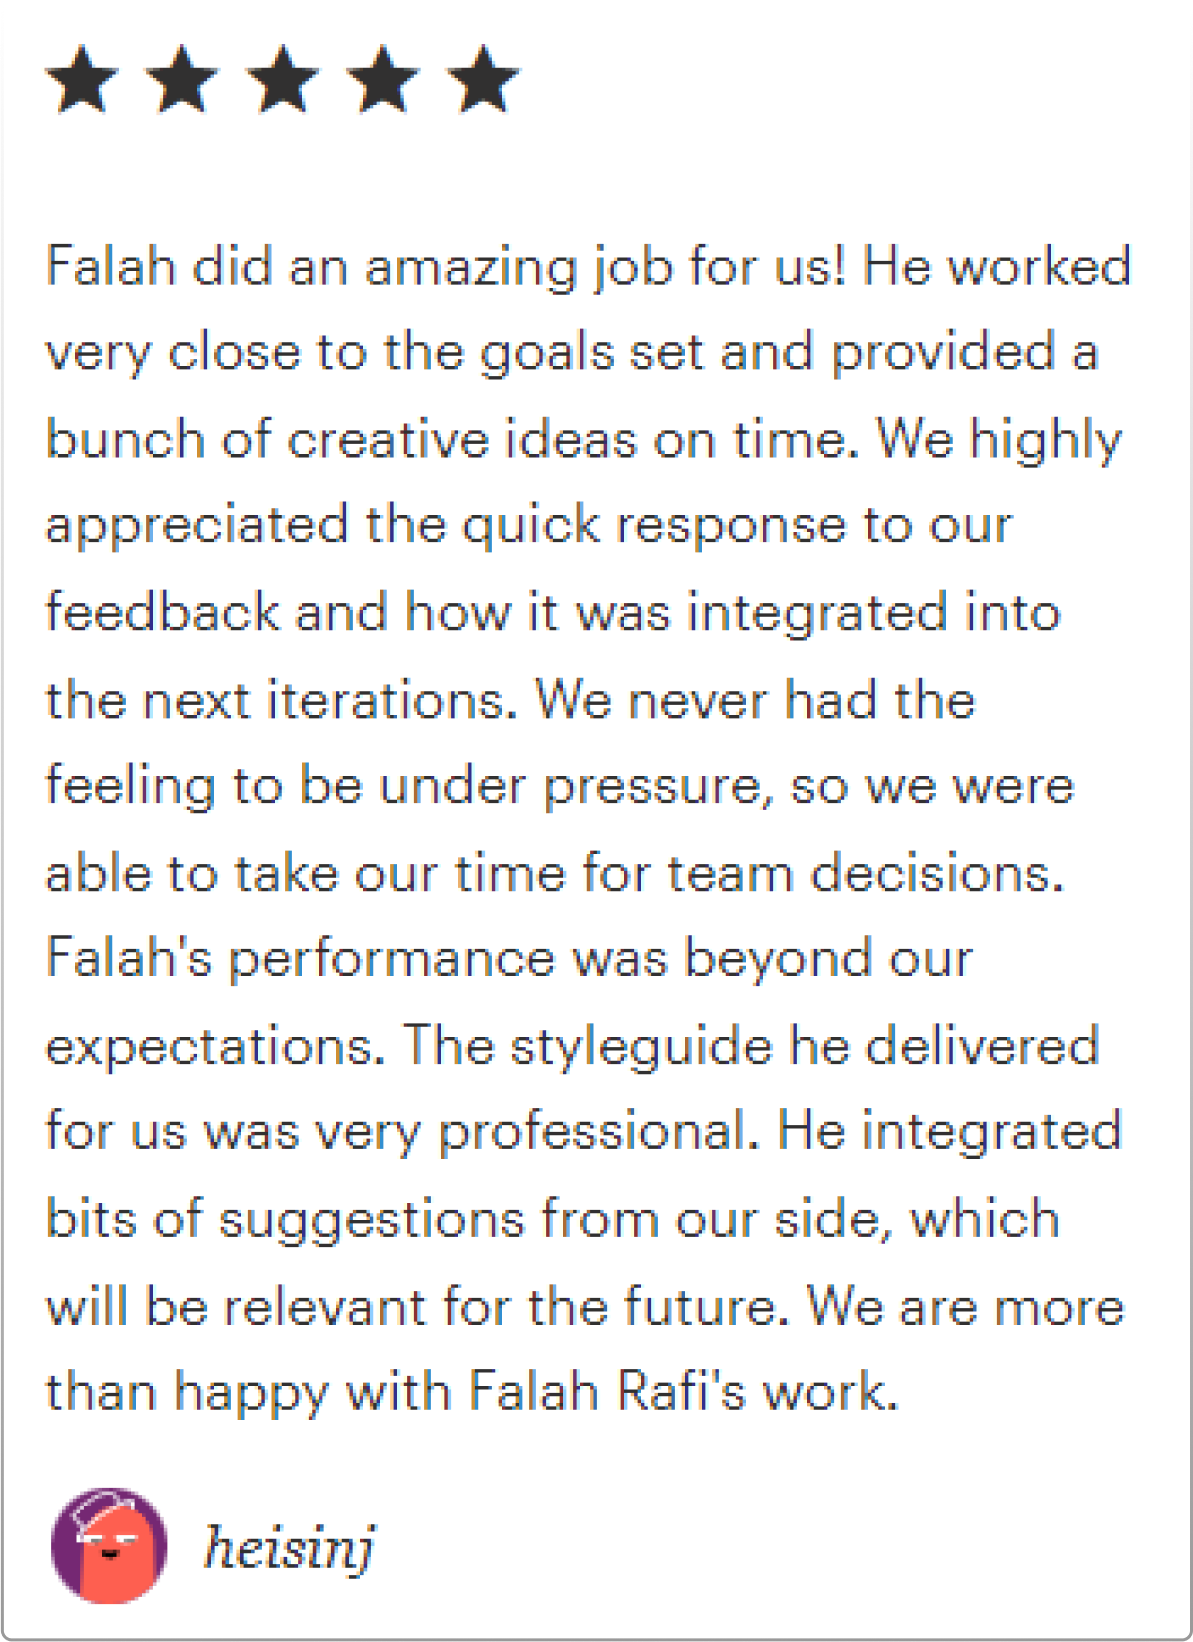 Falah did an amazing job for us! He worked
very close to the goals set and provided a
bunch of creative ideas on time. We highly
appreciated the quick response to our
feedback and how it was integrated into
the next iterations. We never had the
feeling to be under pressure, so we were
able to take our time for team decisions.
Falah's performance was beyond our
expectations. The styleguide he delivered
for us was very professional. He integrated
bits of suggestions from our side, which
will be relevant for the future. We are more
than happy with Falah Rafi's work.
heisinj